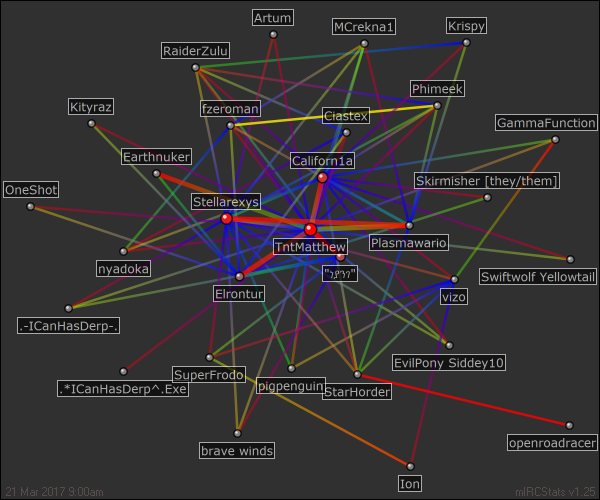 Artum
MCrekna1
Krispy
RaiderZulu
Phimeek
Kityraz
fzeroman
Ciastex
GammaFunction
Earthnuker
Californ1a
OneShot
Stellarexys
Skirmisher [they/them]
TntMatthew
Plasmawario
nyadoka
Swiftwolf Yellowtail
Elrontur
vizo
.-ICanHasDerp-.
EvilPony Siddey10
SuperFrodo
.*ICanHasDerp^.Exe
pigpenguin
StarHorder
brave winds
openroadracer
Ion
21 Mar 2017 9:00am
mIRCStats v1.25